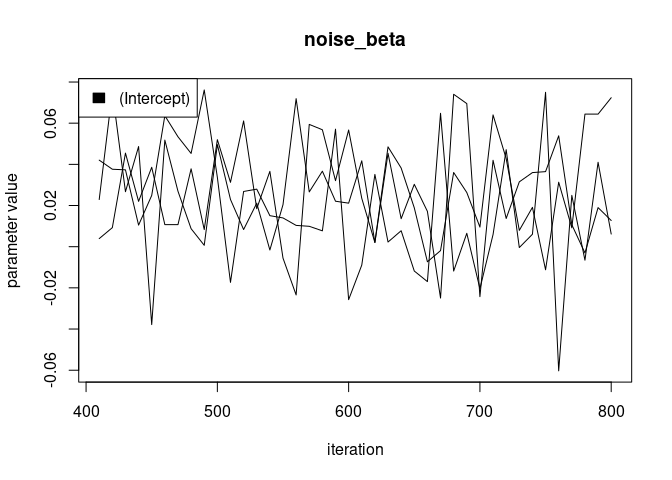 noise_beta
(Intercept)
parameter value
0.06
0.02
-0.02
-0.06
400 500 600 700 800
iteration